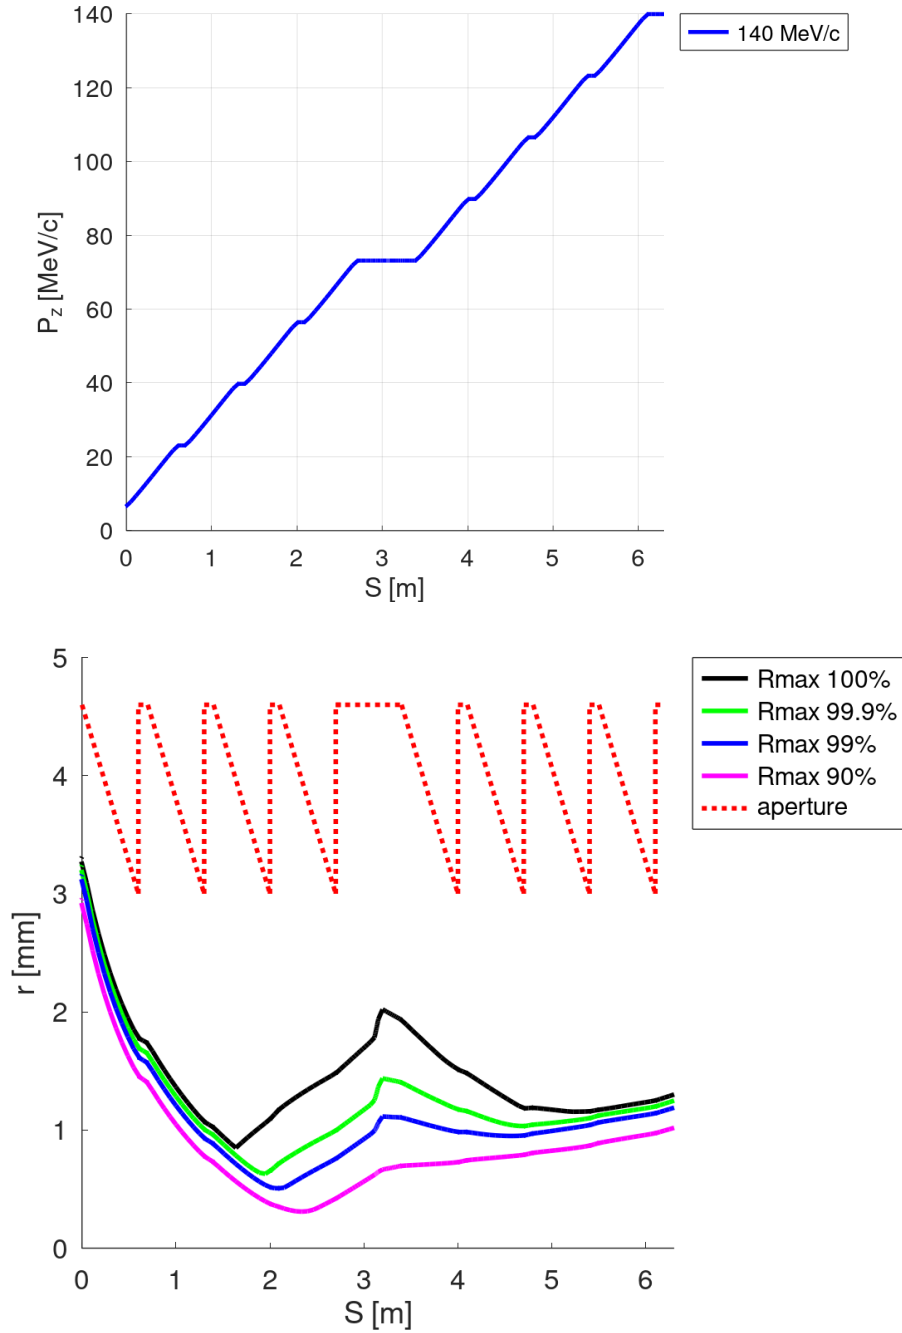 140
120
100
80
60
40
20
0
P_z [MeV/c]
0 1 2 3 4 5 6
S [m]
140 MeV/c
5
4
3
2
1
0
r [mm]
0 1 2 3 4 5 6
S [m]
Rmax 100%
Rmax 99.9%
Rmax 99%
Rmax 90%
aperture